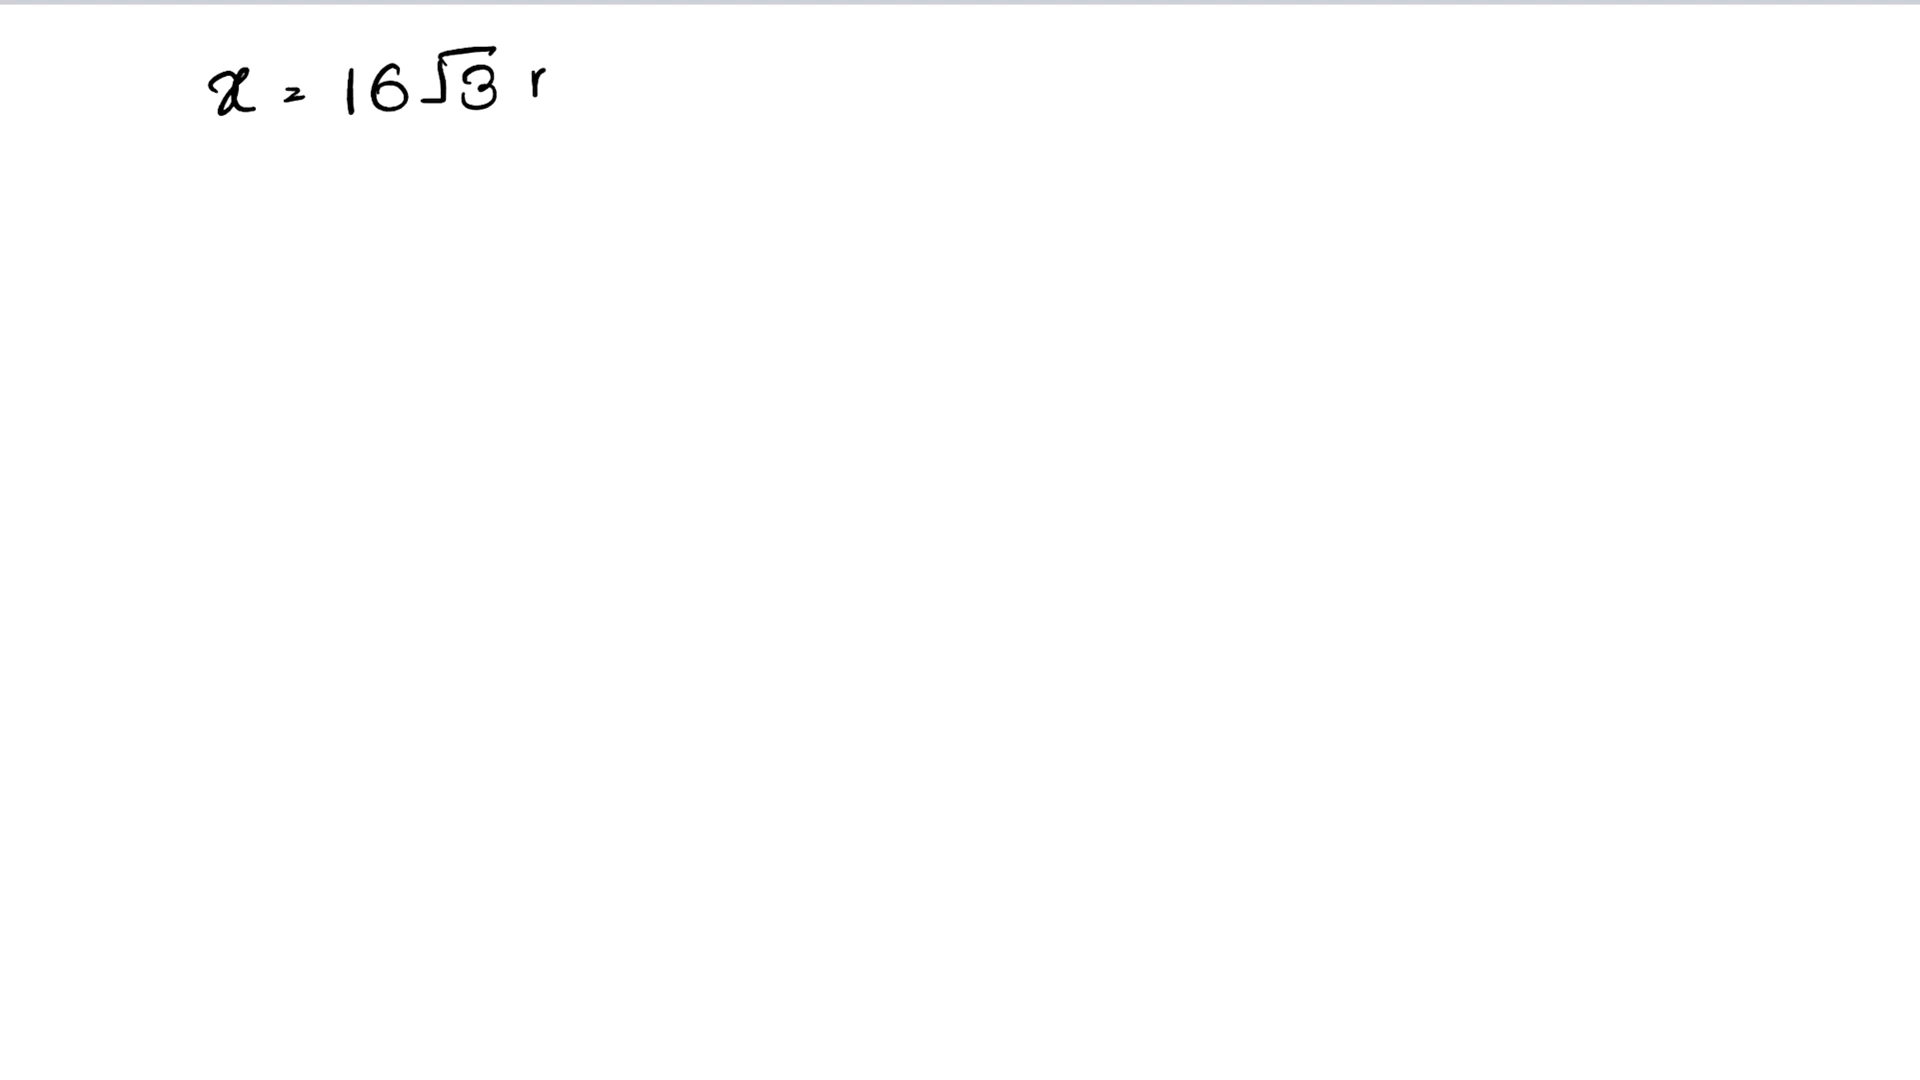 x = 16√3 r